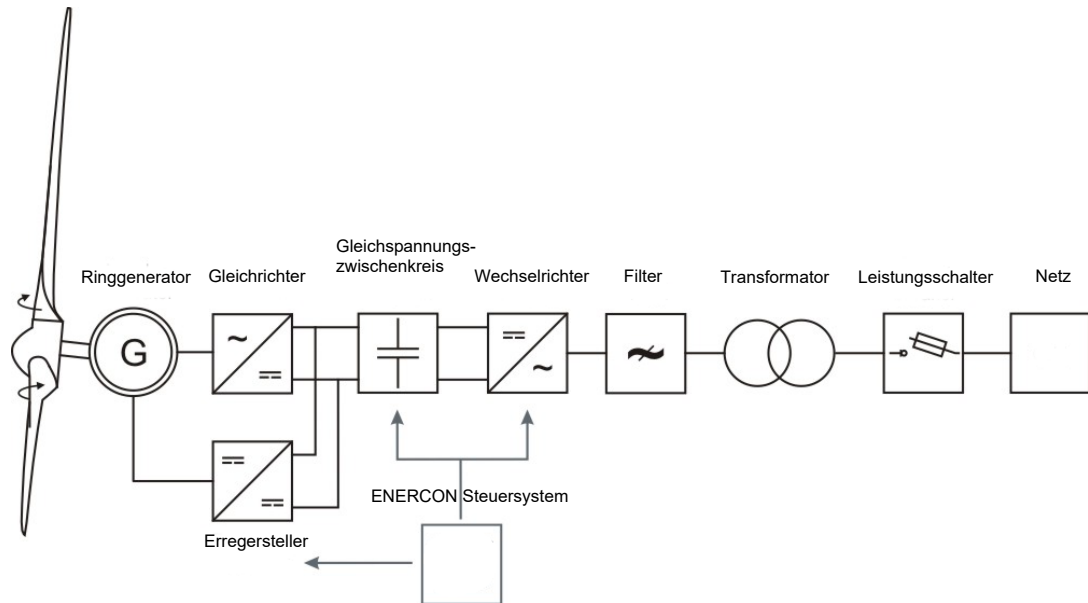 Gleichspannungs-
zwischenkreis
Ringgenerator
Gleichrichter
Wechselrichter
Filter
Transformator
Leistungsschalter
Netz
G
ENERCON Steuersystem
Erregersteller